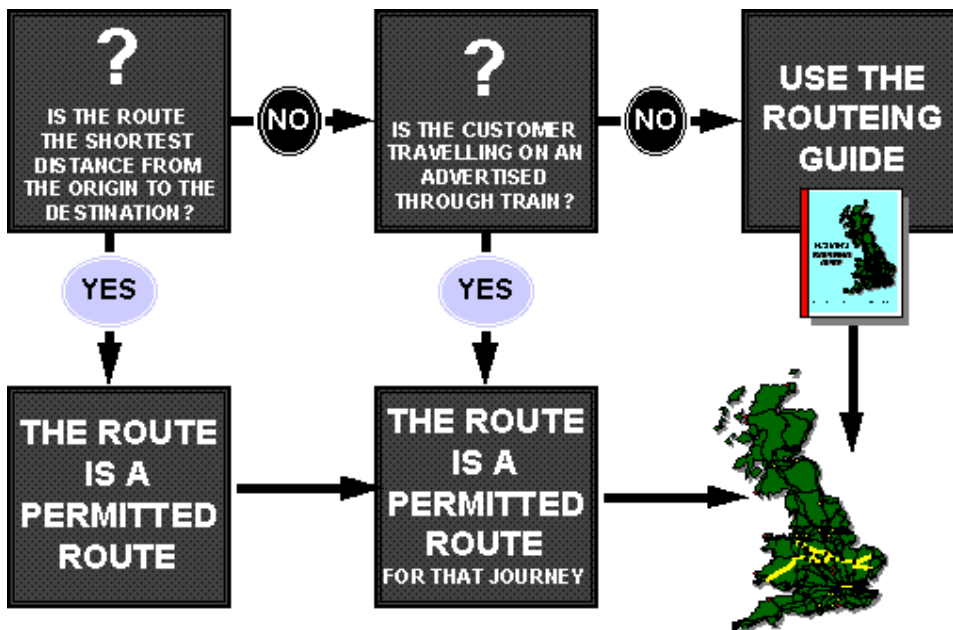 ?
IS THE ROUTE
THE SHORTEST
DISTANCE FROM
THE ORIGIN TO THE
DESTINATION?
NO
?
IS THE CUSTOMER
TRAVELLING ON AN
ADVERTISED
THROUGH TRAIN?
NO
USE THE
ROUTEING
GUIDE
YES
YES
THE ROUTE
IS A
PERMITTED
ROUTE
THE ROUTE
IS A
PERMITTED
ROUTE
FOR THAT JOURNEY